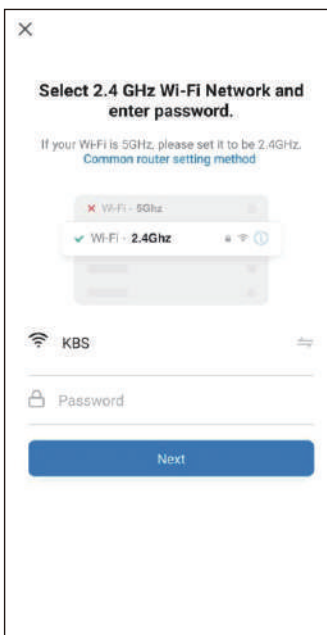 Select 2.4 GHz Wi-Fi Network and
enter password.
If your Wi-Fi is 5GHz, please set it to be 2.4GHz.
Common router setting method
Wi-Fi - 5Ghz
Wi-Fi - 2.4Ghz
KBS
Password
Next